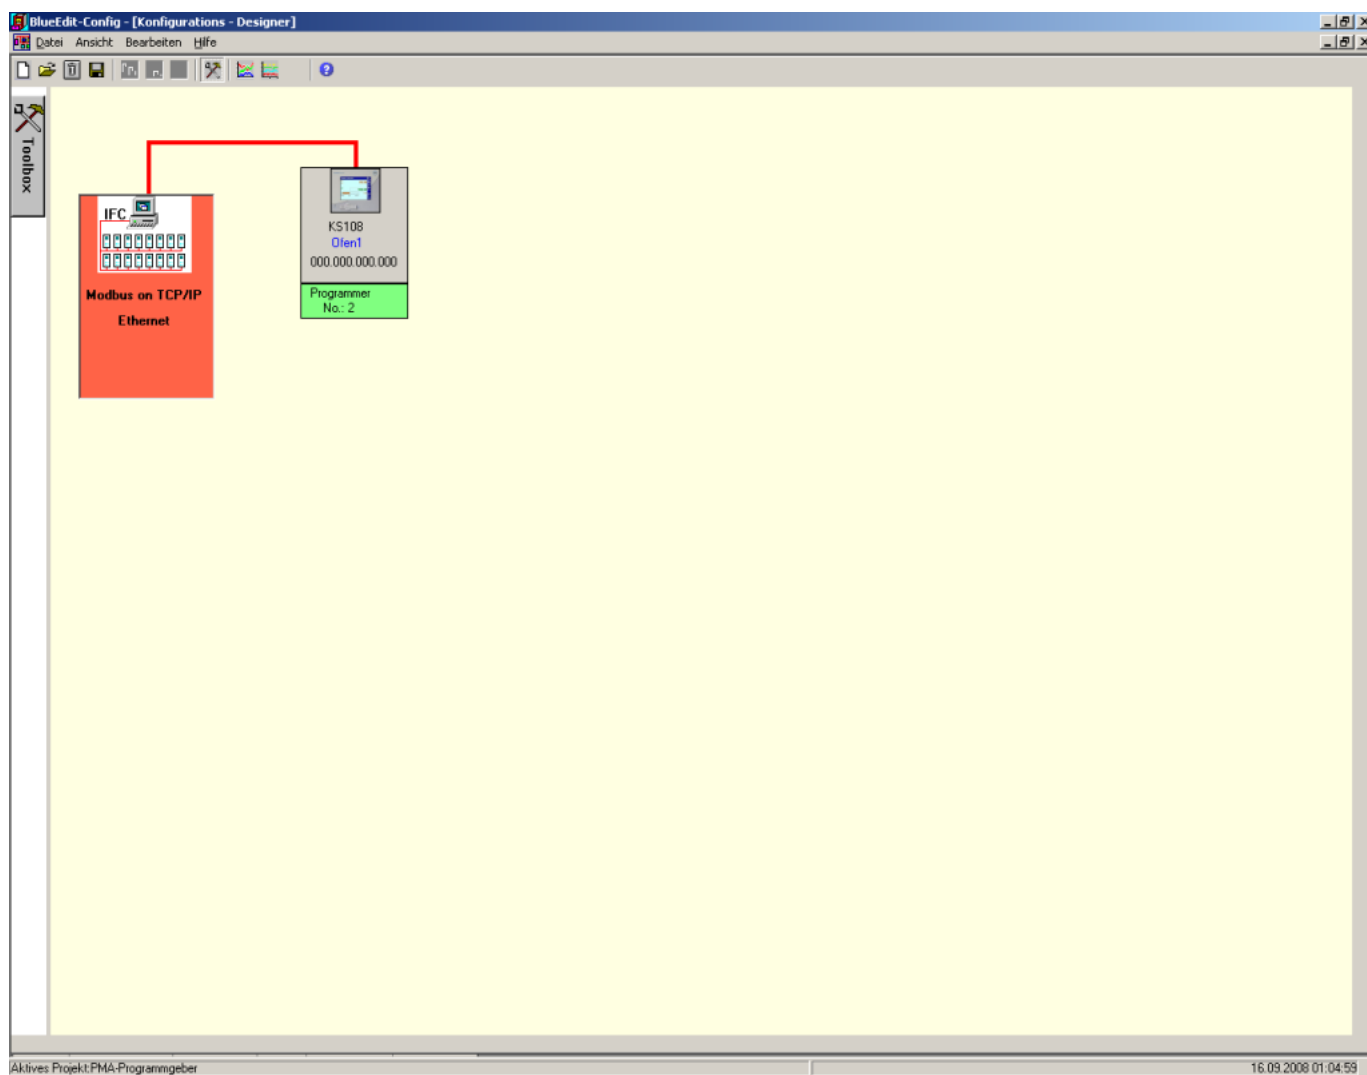 BlueEdit-Config - [Konfigurations - Designer]
Datei Ansicht Bearbeiten Hilfe
Toolbox
IFC
Modbus on TCP/IP
Ethernet
KS108
Ofen1
000.000.000.000
Programmer
No.: 2
Aktives Projekt:PMA-Programmgeber
16.09.2008 01:04:59